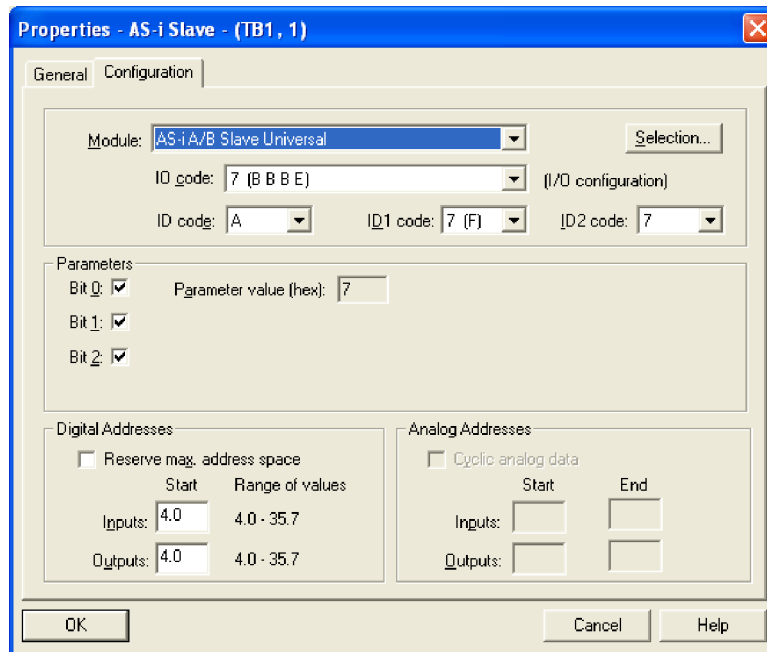 Properties - AS-i Slave - (TB1, 1)
General Configuration
Module: AS-i A/B Slave Universal Selection...
IO code: 7 (B B B E) (I/O configuration)
ID code: A ID1 code: 7 (F) ID2 code: 7
Parameters
Bit 0: Parameter value (hex): 7
Bit 1:
Bit 2:
Digital Addresses Analog Addresses
Reserve max. address space Cyclic analog data
Start Range of values Start End
Inputs: 4.0 4.0 - 35.7 Inputs:
Outputs: 4.0 4.0 - 35.7 Outputs:
OK Cancel Help